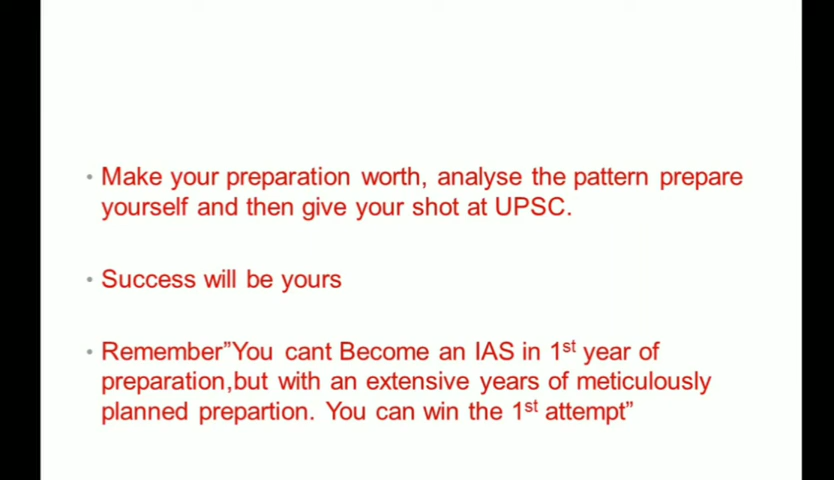 • Make your preparation worth, analyse the pattern prepare
yourself and then give your shot at UPSC.
• Success will be yours
• Remember”You cant Become an IAS in 1st year of
preparation,but with an extensive years of meticulously
planned prepartion. You can win the 1st attempt”